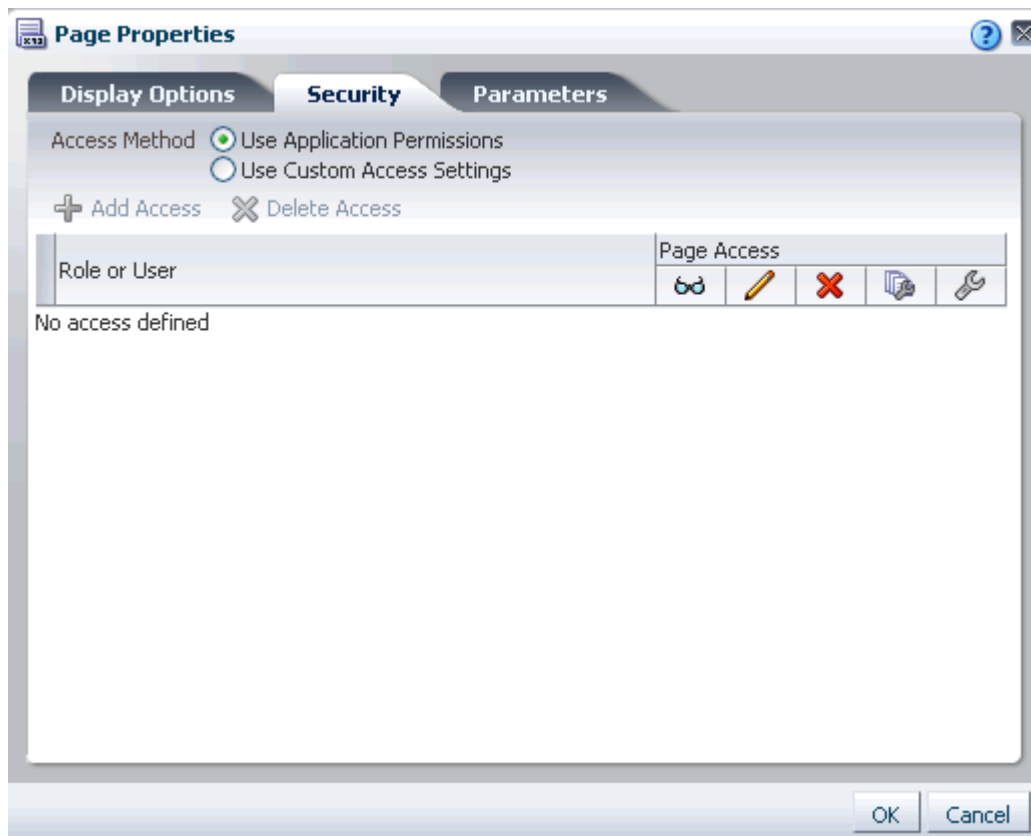 Page Properties
Display Options
Security
Parameters
Access Method
Use Application Permissions
Use Custom Access Settings
Add Access
Delete Access
Role or User
Page Access
No access defined
OK
Cancel